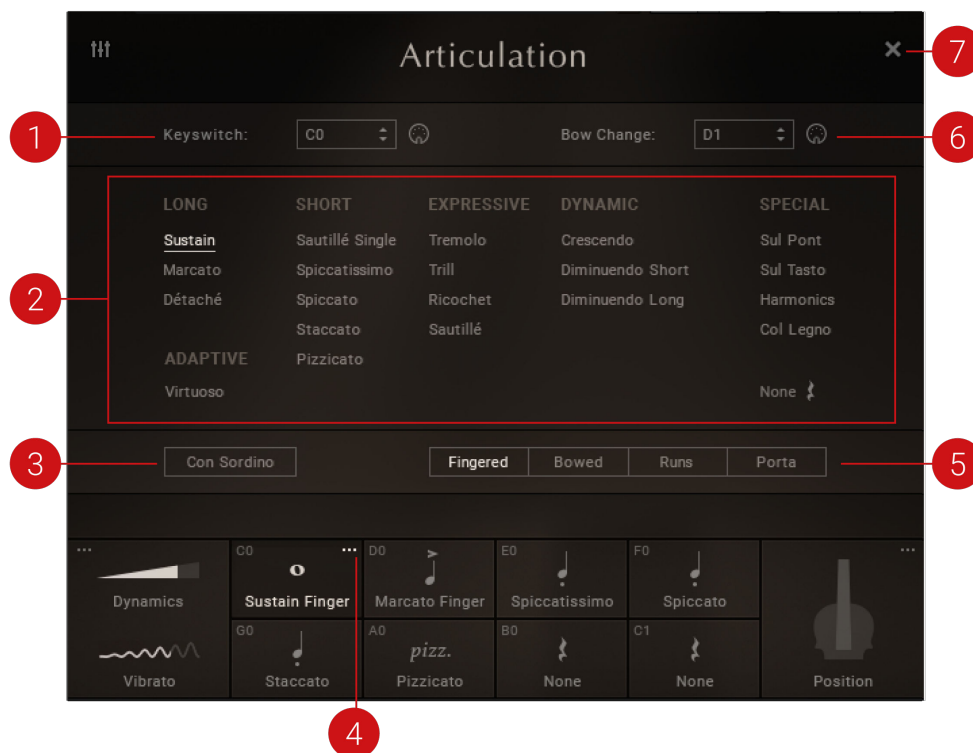 Articulation
7
1
Keyswitch:
C0
Bow Change:
D1
6
LONG
SHORT
EXPRESSIVE
DYNAMIC
SPECIAL
Sustain
Sautillé Single
Tremolo
Crescendo
Sul Pont
Marcato
Spiccatissimo
Trill
Diminuendo Short
Sul Tasto
2
Détaché
Spiccato
Ricochet
Diminuendo Long
Harmonics
Staccato
Sautillé
Col Legno
ADAPTIVE
Pizzicato
Virtuoso
None
3
Con Sordino
Fingered
Bowed
Runs
Porta
5
Dynamics
C0
Sustain Finger
D0
Marcato Finger
E0
Spiccatissimo
F0
Spiccato
Vibrato
G0
Staccato
A0
pizz.
Pizzicato
B0
None
C1
None
Position
4